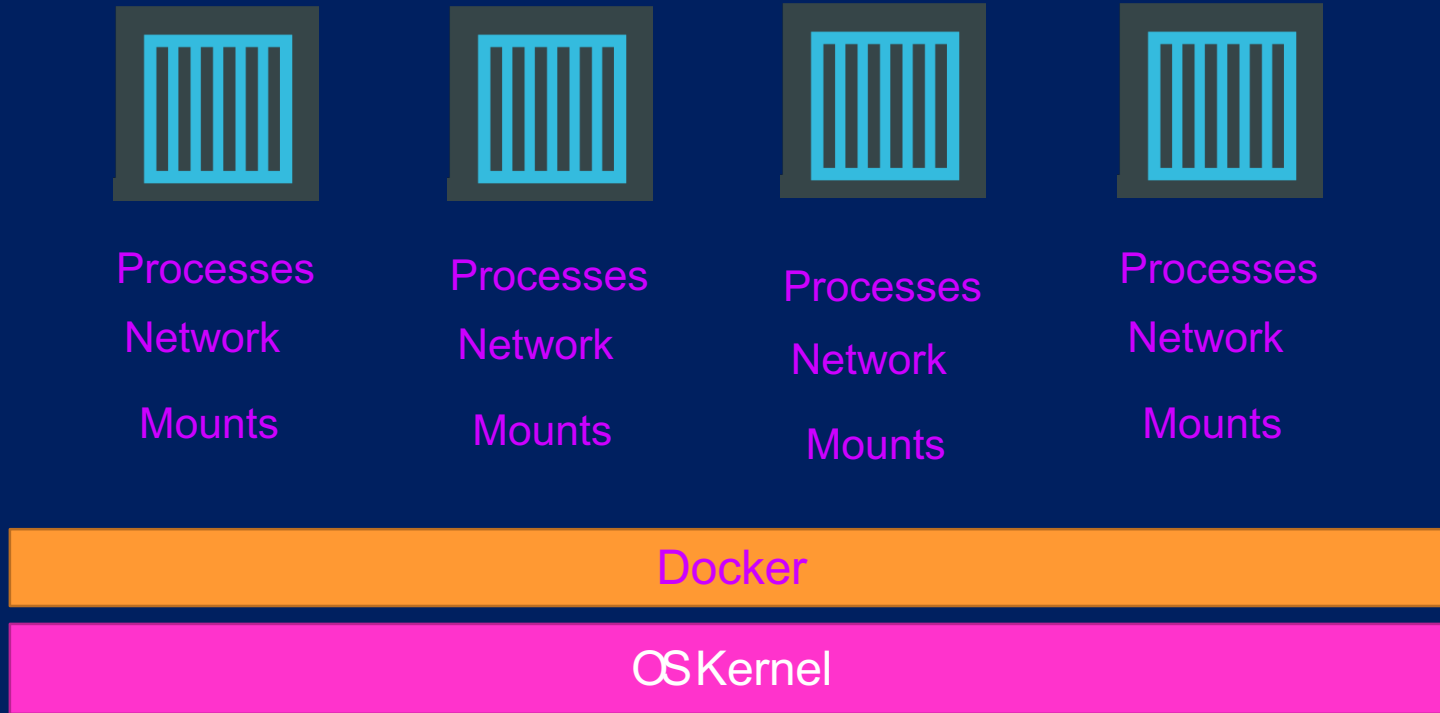 Processes
Network
Mounts
Processes
Network
Mounts
Processes
Network
Mounts
Processes
Network
Mounts
Docker
OS Kernel